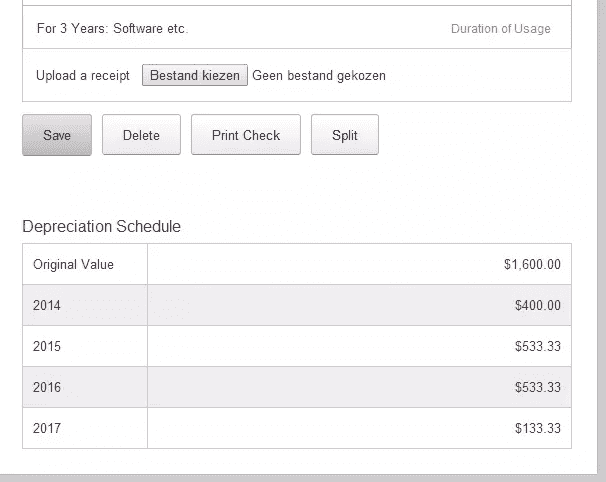 For 3 Years: Software etc. Duration of Usage
Upload a receipt Bestand kiezen Geen bestand gekozen
Save Delete Print Check Split
Depreciation Schedule
Original Value $1,600.00
2014 $400.00
2015 $533.33
2016 $533.33
2017 $133.33